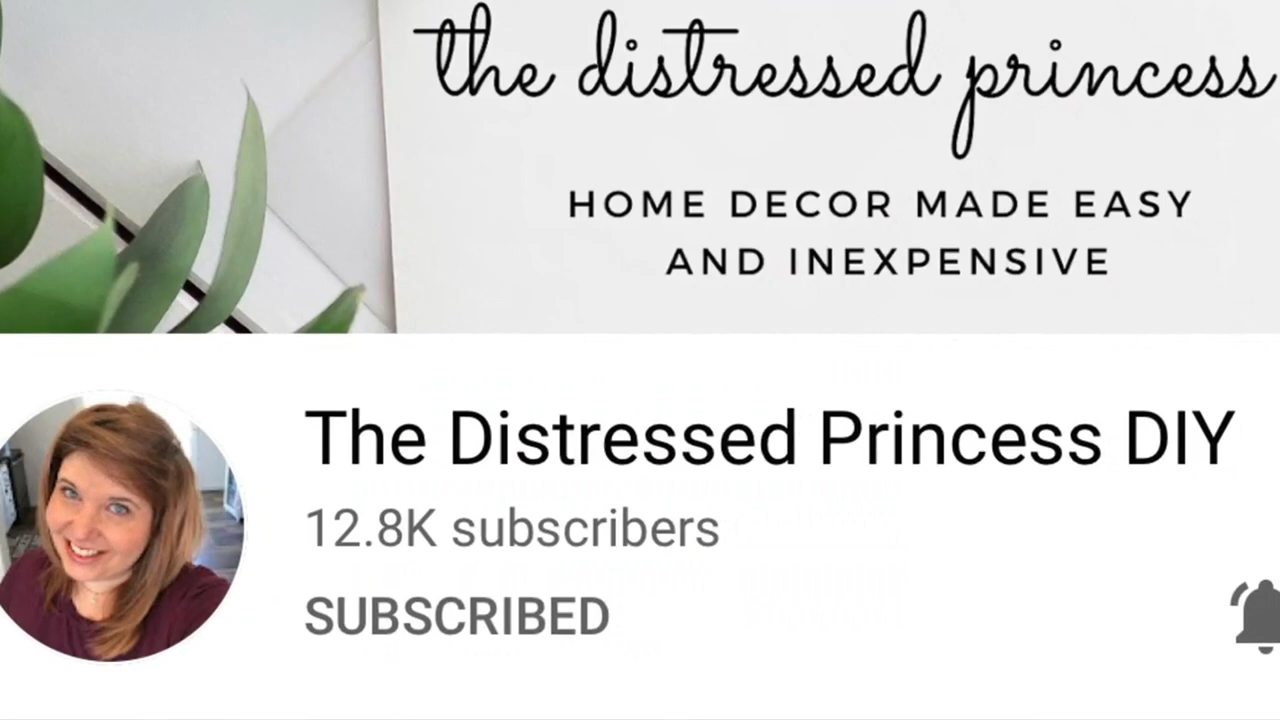 the distressed princess
HOME DECOR MADE EASY
AND INEXPENSIVE
The Distressed Princess DIY
12.8K subscribers
SUBSCRIBED